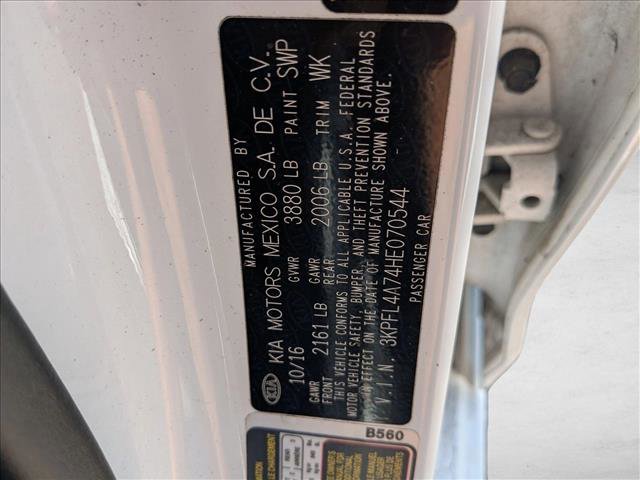 MANUFACTURED BY
KIA KIA MOTORS MEXICO S.A. DE C.V.
10/16 GVWR 3880 LB PAINT SWP
GAWR FRONT 2161 LB GAWR REAR 2006 LB TRIM WK
THIS VEHICLE CONFORMS TO ALL APPLICABLE U.S.A. FEDERAL
MOTOR VEHICLE SAFETY, BUMPER, AND THEFT PREVENTION STANDARDS
IN EFFECT ON THE DATE OF MANUFACTURE SHOWN ABOVE.
V.I.N. 3KPFL4A74HE070544
PASSENGER CAR
B560